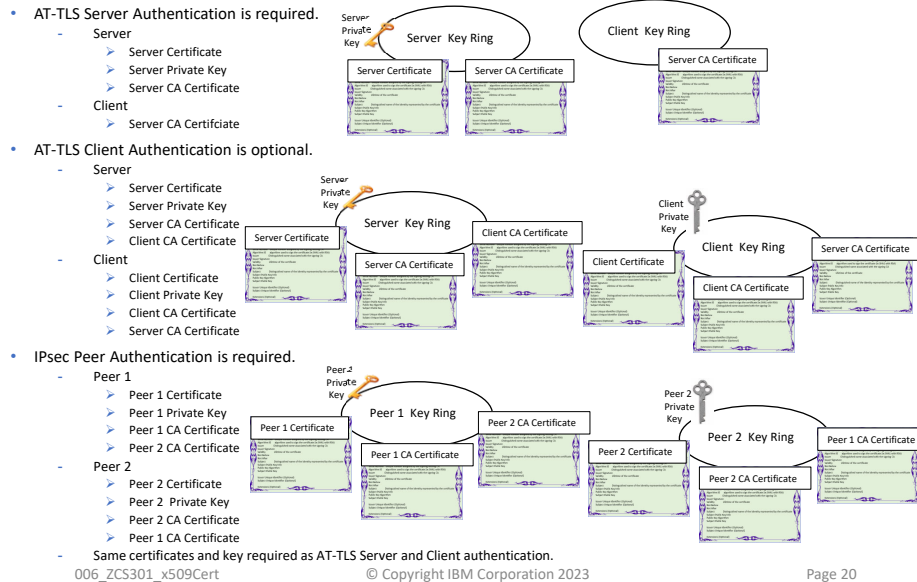 • AT-TLS Server Authentication is required.
- Server
➢ Server Certificate
➢ Server Private Key
➢ Server CA Certificate
- Client
➢ Server CA Certifciate
Server
Private
Key
Server Key Ring
Server Certificate
Server CA Certificate
Client Key Ring
Server CA Certificate
• AT-TLS Client Authentication is optional.
- Server
➢ Server Certificate
➢ Server Private Key
➢ Server CA Certificate
➢ Client CA Certificate
- Client
➢ Client Certificate
➢ Client Private Key
➢ Client CA Certificate
➢ Server CA Certificate
Server
Private
Key
Server Key Ring
Server Certificate
Server CA Certificate
Client CA Certificate
Client
Private
Key
Client Key Ring
Client Certificate
Client CA Certificate
Server CA Certificate
• IPsec Peer Authentication is required.
- Peer 1
➢ Peer 1 Certificate
➢ Peer 1 Private Key
➢ Peer 1 CA Certificate
➢ Peer 2 CA Certificate
- Peer 2
➢ Peer 2 Certificate
➢ Peer 2 Private Key
➢ Peer 2 CA Certificate
➢ Peer 1 CA Certificate
- Same certificates and key required as AT-TLS Server and Client authentication.
Private
Key
Peer 1 Key Ring
Peer 1 Certificate
Peer 1 CA Certificate
Peer 2 CA Certificate
Peer 2
Private
Key
Peer 2 Key Ring
Peer 2 Certificate
Peer 2 CA Certificate
Peer 1 CA Certificate
006_ZCS301_x509Cert
© Copyright IBM Corporation 2023
Page 20